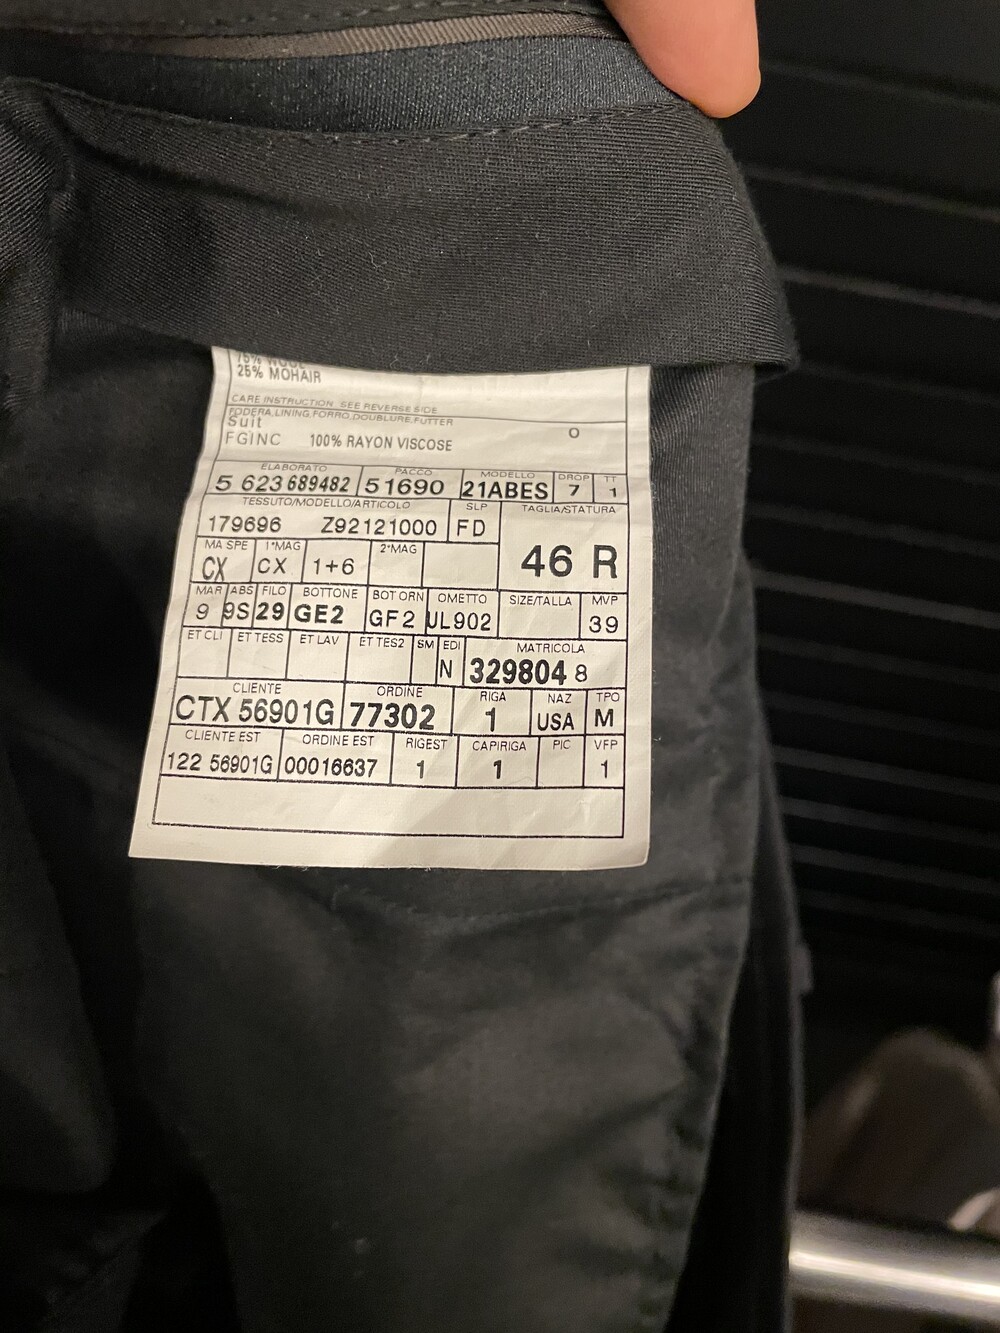 75% WOOL
25% MOHAIR
CARE INSTRUCTION SEE REVERSE SIDE
FODERA,LINING,FORRO,DOUBLURE,FUTTER
Suit O
FGINC 100% RAYON VISCOSE
ELABORATO PACCO MODELLO DROP TT
5 623 689482 51690 21ABES 7 1
TESSUTO/MODELLO/ARTICOLO SLP TAGLIA/STATURA
179696 Z92121000 FD 46 R
MA SPE 1°MAG 2°MAG
CX CX 1+6
MAR ABS FILO BOTTONE BOT ORN OMETTO SIZE/TALLA MVP
9 9S 29 GE2 GF2 UL902 39
ET CLI ET TESS ET LAV ET TES2 SM EDI MATRICOLA
N 329804 8
CLIENTE ORDINE RIGA NAZ TPO
CTX 56901G 77302 1 USA M
CLIENTE EST ORDINE EST RIGEST CAPIRIGA PIC VFP
122 56901G 00016637 1 1 1